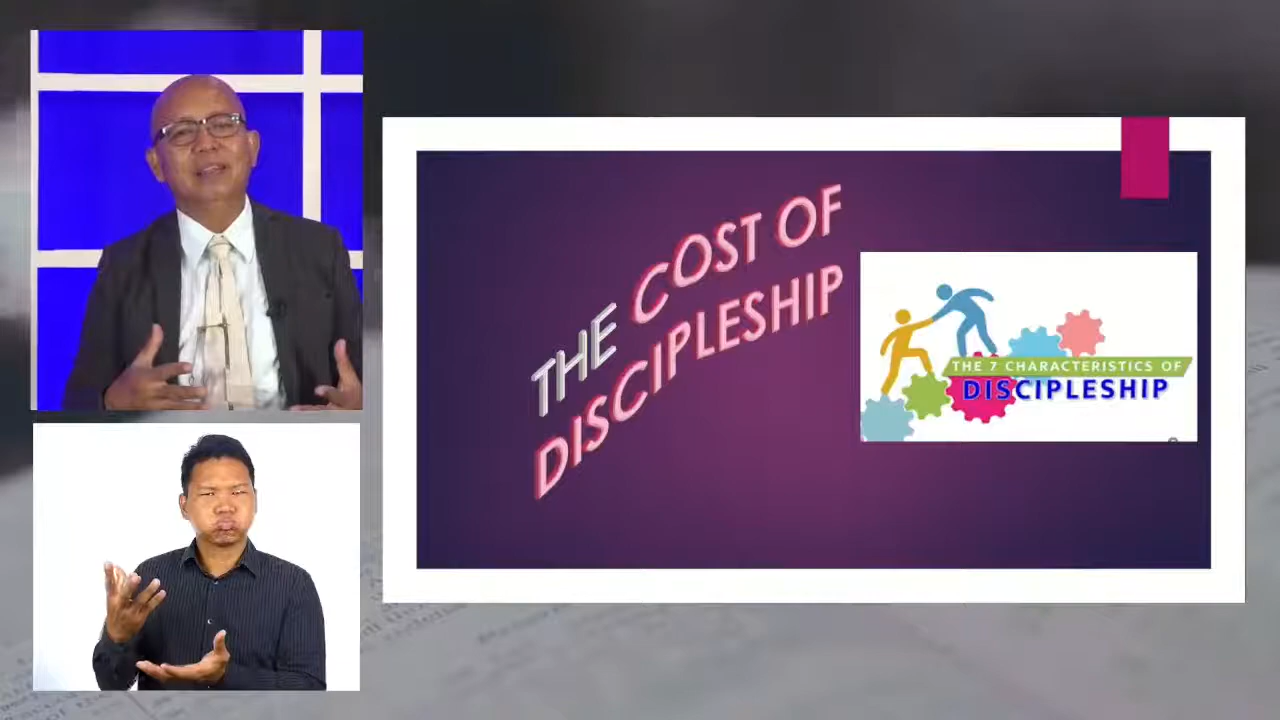 THE COST OF
DISCIPLESHIP
THE 7 CHARACTERISTICS OF
DISCIPLESHIP